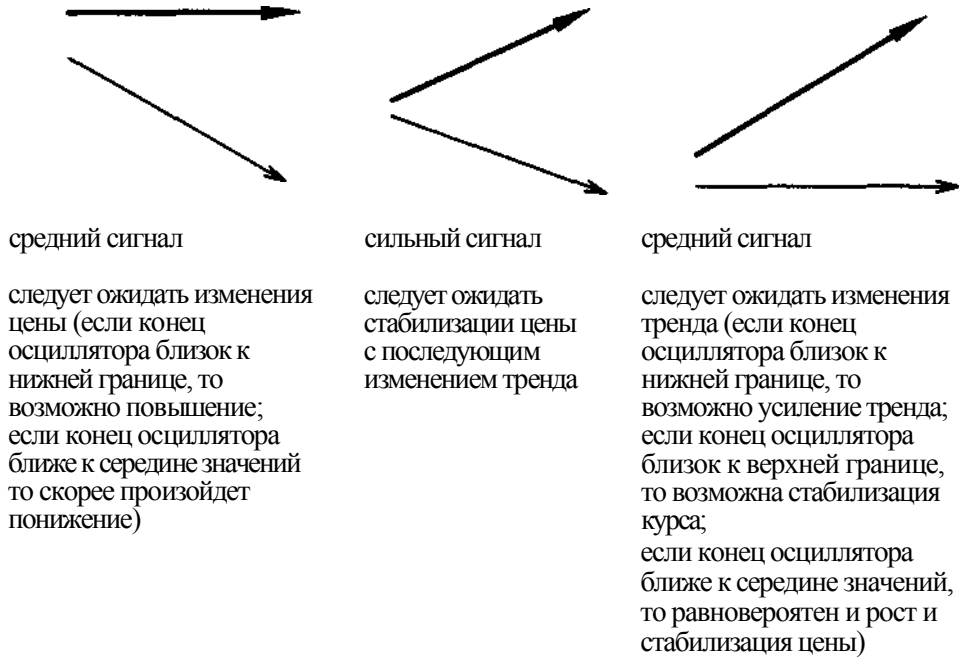 средний сигнал
следует ожидать изменения
цены (если конец
осциллятора близок к
нижней границе, то
возможно повышение;
если конец осциллятора
ближе к середине значений
то скорее произойдет
понижение)
сильный сигнал
следует ожидать
стабилизации цены
с последующим
изменением тренда
средний сигнал
следует ожидать изменения
тренда (если конец
осциллятора близок к
нижней границе, то
возможно усиление тренда;
если конец осциллятора
близок к верхней границе,
то возможна стабилизация
курса;
если конец осциллятора
ближе к середине значений,
то равновероятен и рост и
стабилизация цены)